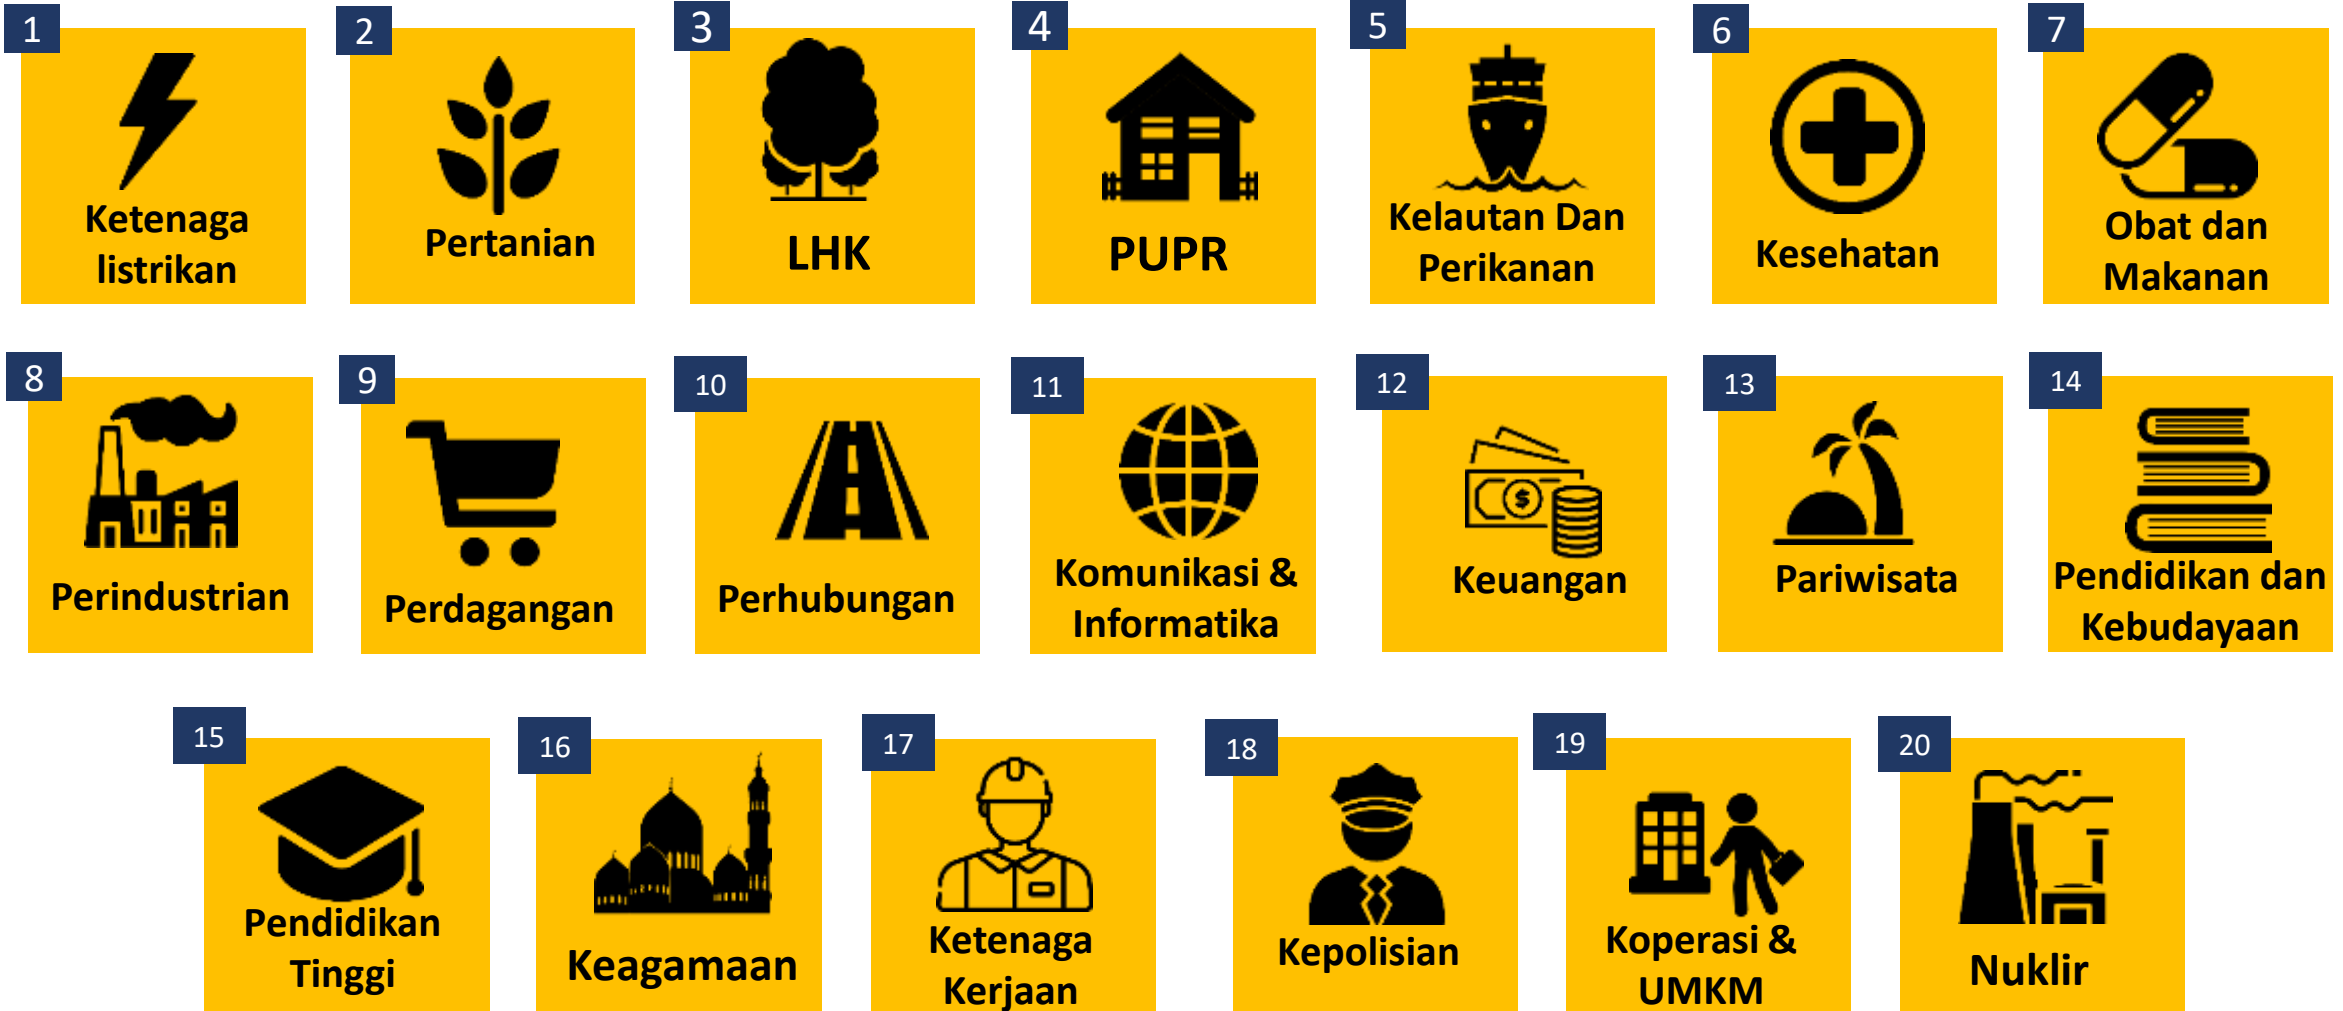 1
Ketenaga
listrikan
2
Pertanian
3
LHK
4
PUPR
5
Kelautan Dan
Perikanan
6
Kesehatan
7
Obat dan
Makanan
8
Perindustrian
9
Perdagangan
10
Perhubungan
11
Komunikasi &
Informatika
12
$
Keuangan
13
Pariwisata
14
Pendidikan dan
Kebudayaan
15
Pendidikan
Tinggi
16
Keagamaan
17
Ketenaga
Kerjaan
18
Kepolisian
19
Koperasi &
UMKM
20
Nuklir